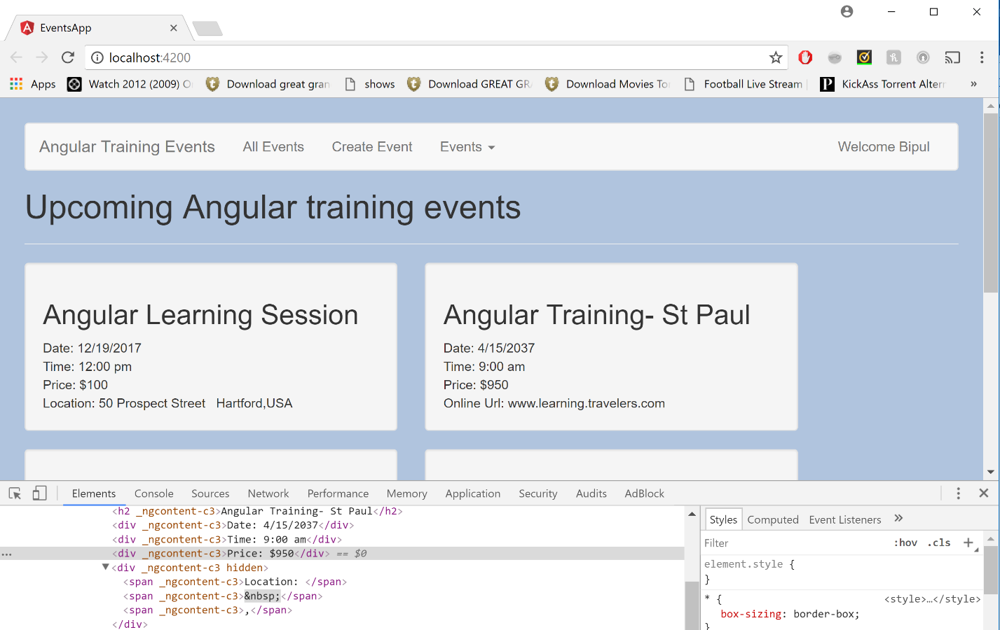 EventsApp
localhost:4200
Apps Watch 2012 (2009) O Download great gran shows Download GREAT GR Download Movies To Football Live Stream KickAss Torrent Altern »
Angular Training Events All Events Create Event Events Welcome Bipul
Upcoming Angular training events
Angular Learning Session
Date: 12/19/2017
Time: 12:00 pm
Price: $100
Location: 50 Prospect Street Hartford,USA
Angular Training- St Paul
Date: 4/15/2037
Time: 9:00 am
Price: $950
Online Url: www.learning.travelers.com
Elements Console Sources Network Performance Memory Application Security Audits AdBlock
<h2 _ngcontent-c3>Angular Training- St Paul</h2>
<div _ngcontent-c3>Date: 4/15/2037</div>
<div _ngcontent-c3>Time: 9:00 am</div>
... <div _ngcontent-c3>Price: $950</div> == $0
<div _ngcontent-c3 hidden>
<span _ngcontent-c3>Location: </span>
<span _ngcontent-c3>&nbsp;</span>
<span _ngcontent-c3>,</span>
</div>
Styles Computed Event Listeners »
Filter :hov .cls +
element.style {
}
* { <style>…</style>
box-sizing: border-box;
}